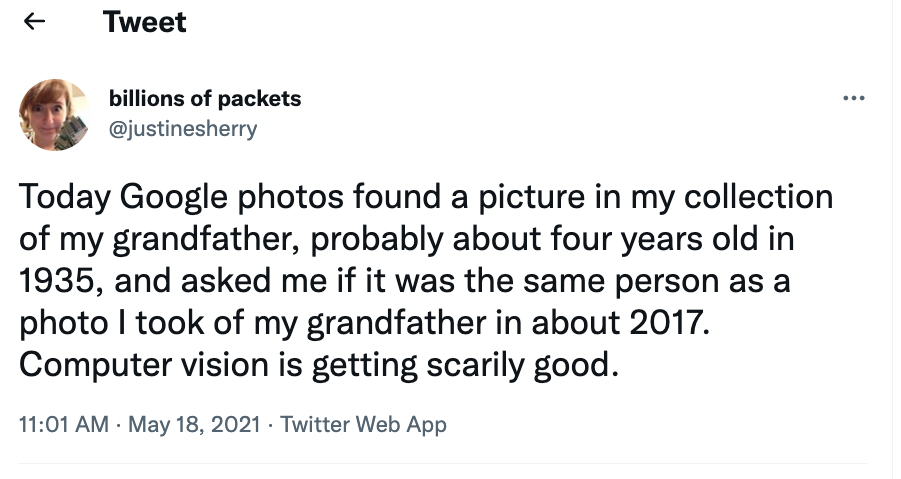 Tweet
billions of packets
@justinesherry
Today Google photos found a picture in my collection
of my grandfather, probably about four years old in
1935, and asked me if it was the same person as a
photo I took of my grandfather in about 2017.
Computer vision is getting scarily good.
11:01 AM · May 18, 2021 · Twitter Web App